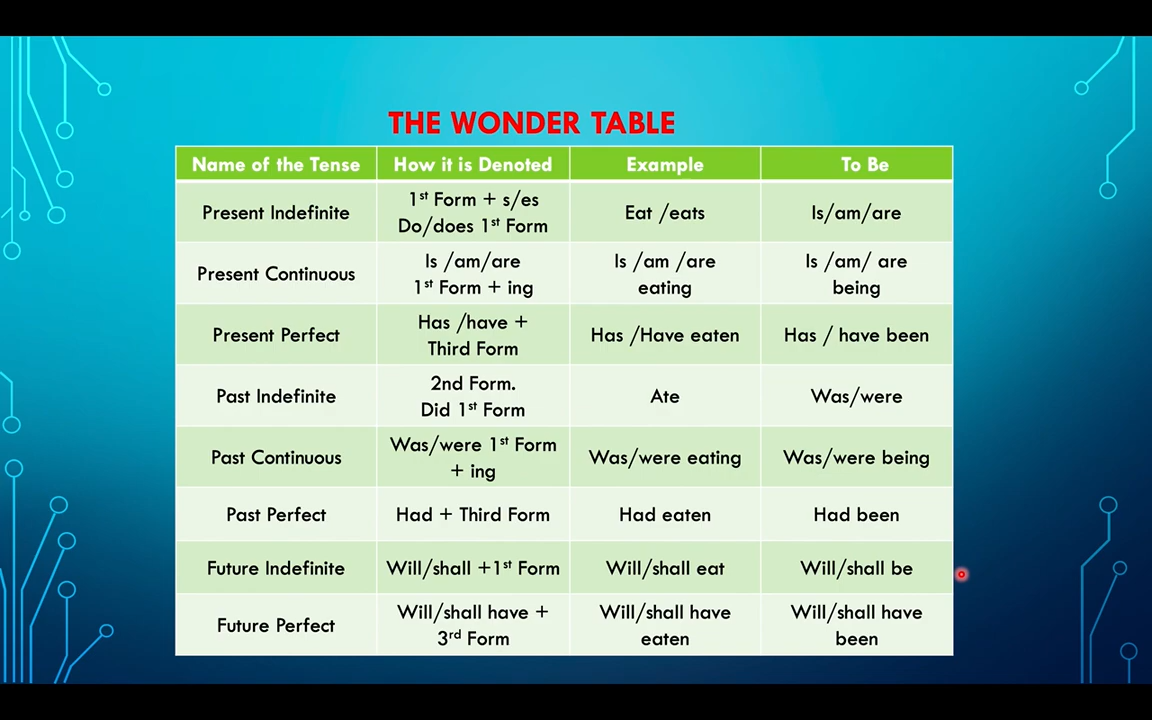 THE WONDER TABLE
Name of the Tense
How it is Denoted
Example
To Be
Present Indefinite
1st Form + s/es
Do/does 1st Form
Eat /eats
Is/am/are
Present Continuous
Is /am/are
1st Form + ing
Is /am /are
eating
Is /am/ are
being
Present Perfect
Has /have +
Third Form
Has /Have eaten
Has / have been
Past Indefinite
2nd Form.
Did 1st Form
Ate
Was/were
Past Continuous
Was/were 1st Form
+ ing
Was/were eating
Was/were being
Past Perfect
Had + Third Form
Had eaten
Had been
Future Indefinite
Will/shall +1st Form
Will/shall eat
Will/shall be
Future Perfect
Will/shall have +
3rd Form
Will/shall have
eaten
Will/shall have
been